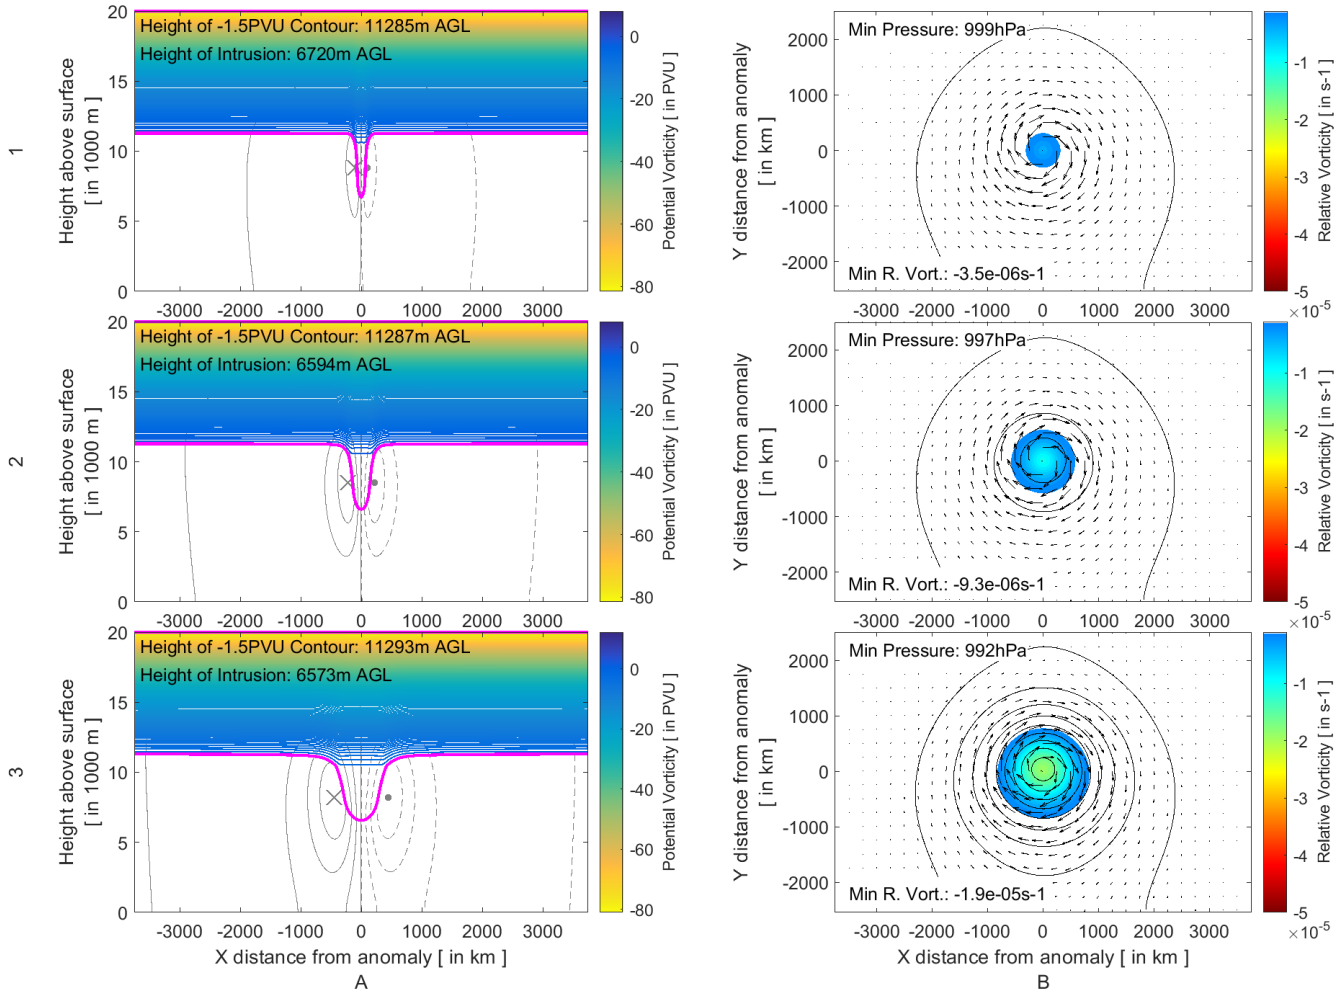 Height of -1.5PVU Contour: 11285m AGL
Height of Intrusion: 6720m AGL
20
15
10
5
0
-3000 -2000 -1000 0 1000 2000 3000
Height above surface
[ in 1000 m ]
1
0
-20
-40
-60
-80
Potential Vorticity [ in PVU ]
Min Pressure: 999hPa
Min R. Vort.: -3.5e-06s-1
2000
1000
0
-1000
-2000
-3000 -2000 -1000 0 1000 2000 3000
Y distance from anomaly
[ in km ]
-1
-2
-3
-4
-5
×10-5
Relative Vorticity [ in s-1 ]
Height of -1.5PVU Contour: 11287m AGL
Height of Intrusion: 6594m AGL
20
15
10
5
0
-3000 -2000 -1000 0 1000 2000 3000
Height above surface
[ in 1000 m ]
2
0
-20
-40
-60
-80
Potential Vorticity [ in PVU ]
Min Pressure: 997hPa
Min R. Vort.: -9.3e-06s-1
2000
1000
0
-1000
-2000
-3000 -2000 -1000 0 1000 2000 3000
Y distance from anomaly
[ in km ]
-1
-2
-3
-4
-5
×10-5
Relative Vorticity [ in s-1 ]
Height of -1.5PVU Contour: 11293m AGL
Height of Intrusion: 6573m AGL
20
15
10
5
0
-3000 -2000 -1000 0 1000 2000 3000
Height above surface
[ in 1000 m ]
3
X distance from anomaly [ in km ]
A
0
-20
-40
-60
-80
Potential Vorticity [ in PVU ]
Min Pressure: 992hPa
Min R. Vort.: -1.9e-05s-1
2000
1000
0
-1000
-2000
-3000 -2000 -1000 0 1000 2000 3000
Y distance from anomaly
[ in km ]
X distance from anomaly [ in km ]
B
-1
-2
-3
-4
-5
×10-5
Relative Vorticity [ in s-1 ]